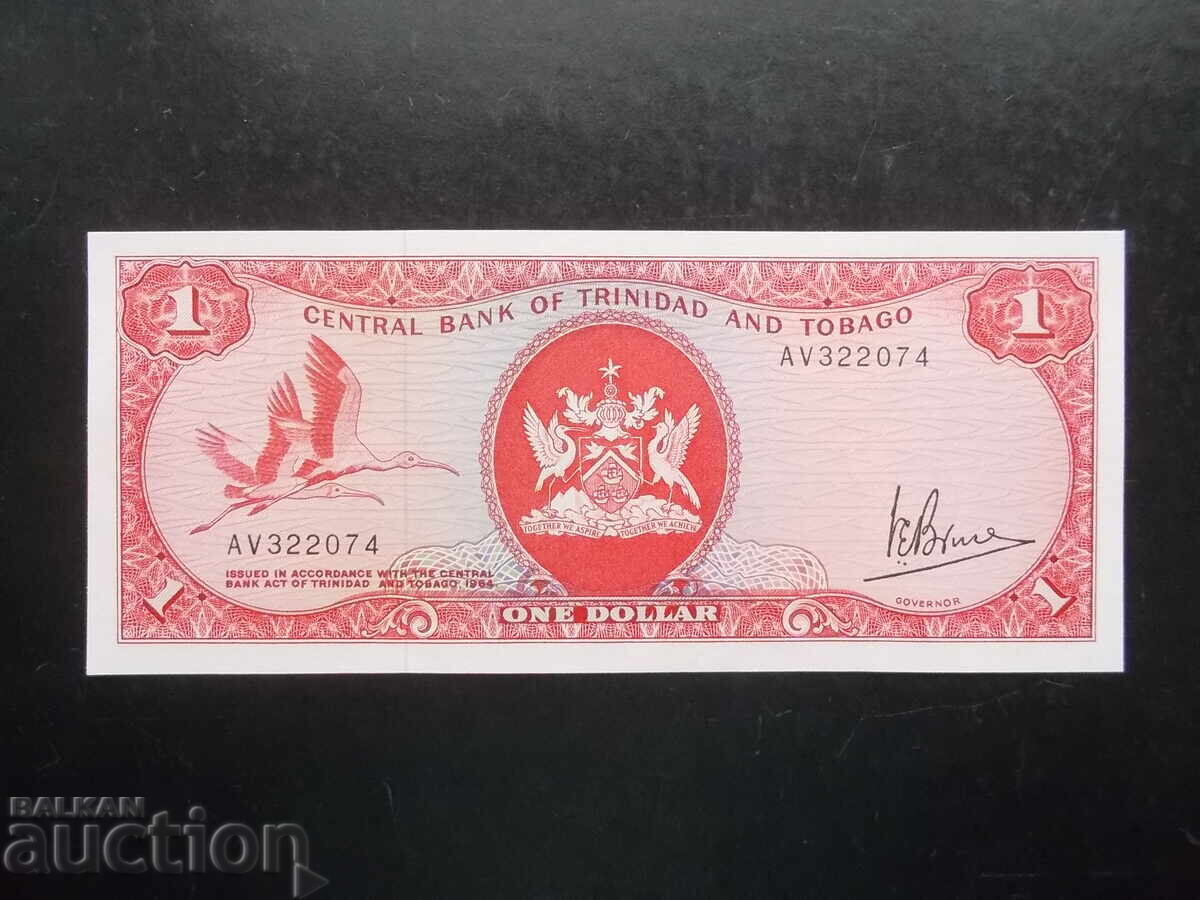 1 1
CENTRAL BANK OF TRINIDAD AND TOBAGO
AV322074
TOGETHER WE ASPIRE TOGETHER WE ACHIEVE
AV322074
ISSUED IN ACCORDANCE WITH THE CENTRAL
BANK ACT OF TRINIDAD AND TOBAGO, 1964
GOVERNOR
1 ONE DOLLAR 1
BALKAN
auction